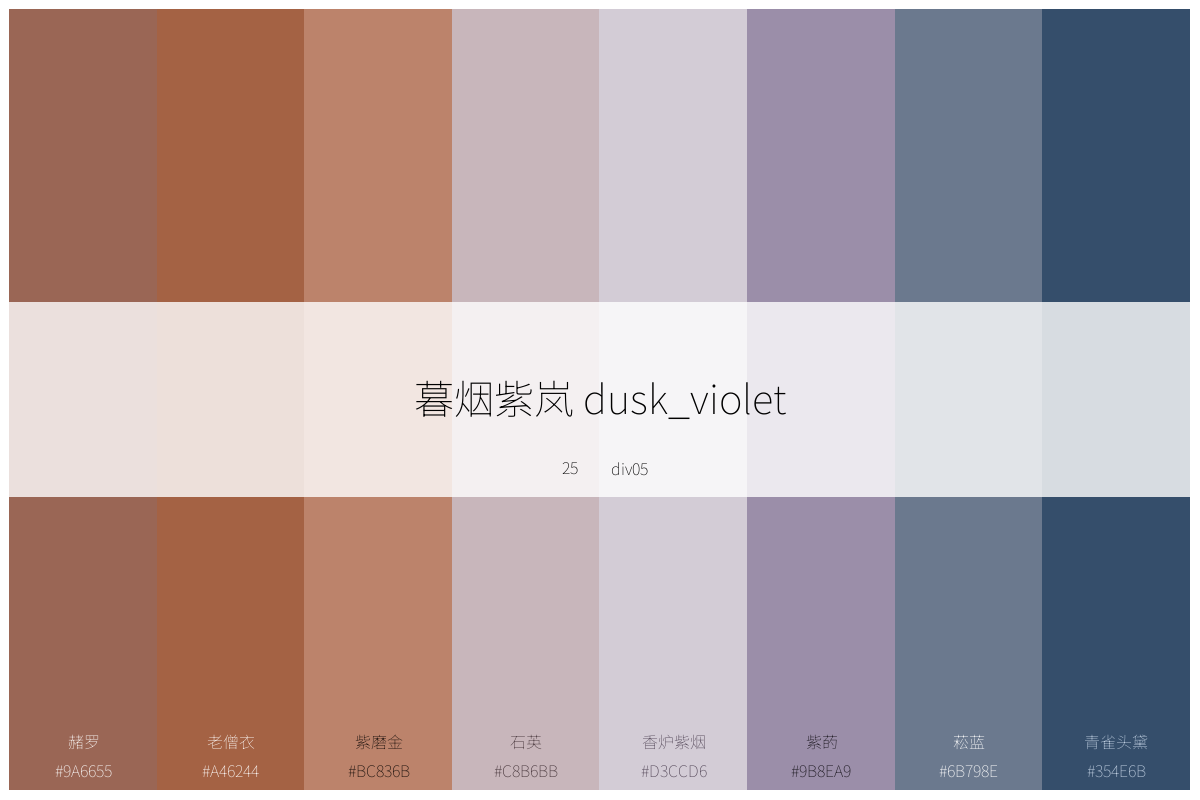 暮烟紫岚 dusk_violet
25 div05
赭罗 老僧衣 紫磨金 石英 香炉紫烟 紫菂 菘蓝 青雀头黛
#9A6655 #A46244 #BC836B #C8B6BB #D3CCD6 #9B8EA9 #6B798E #354E6B